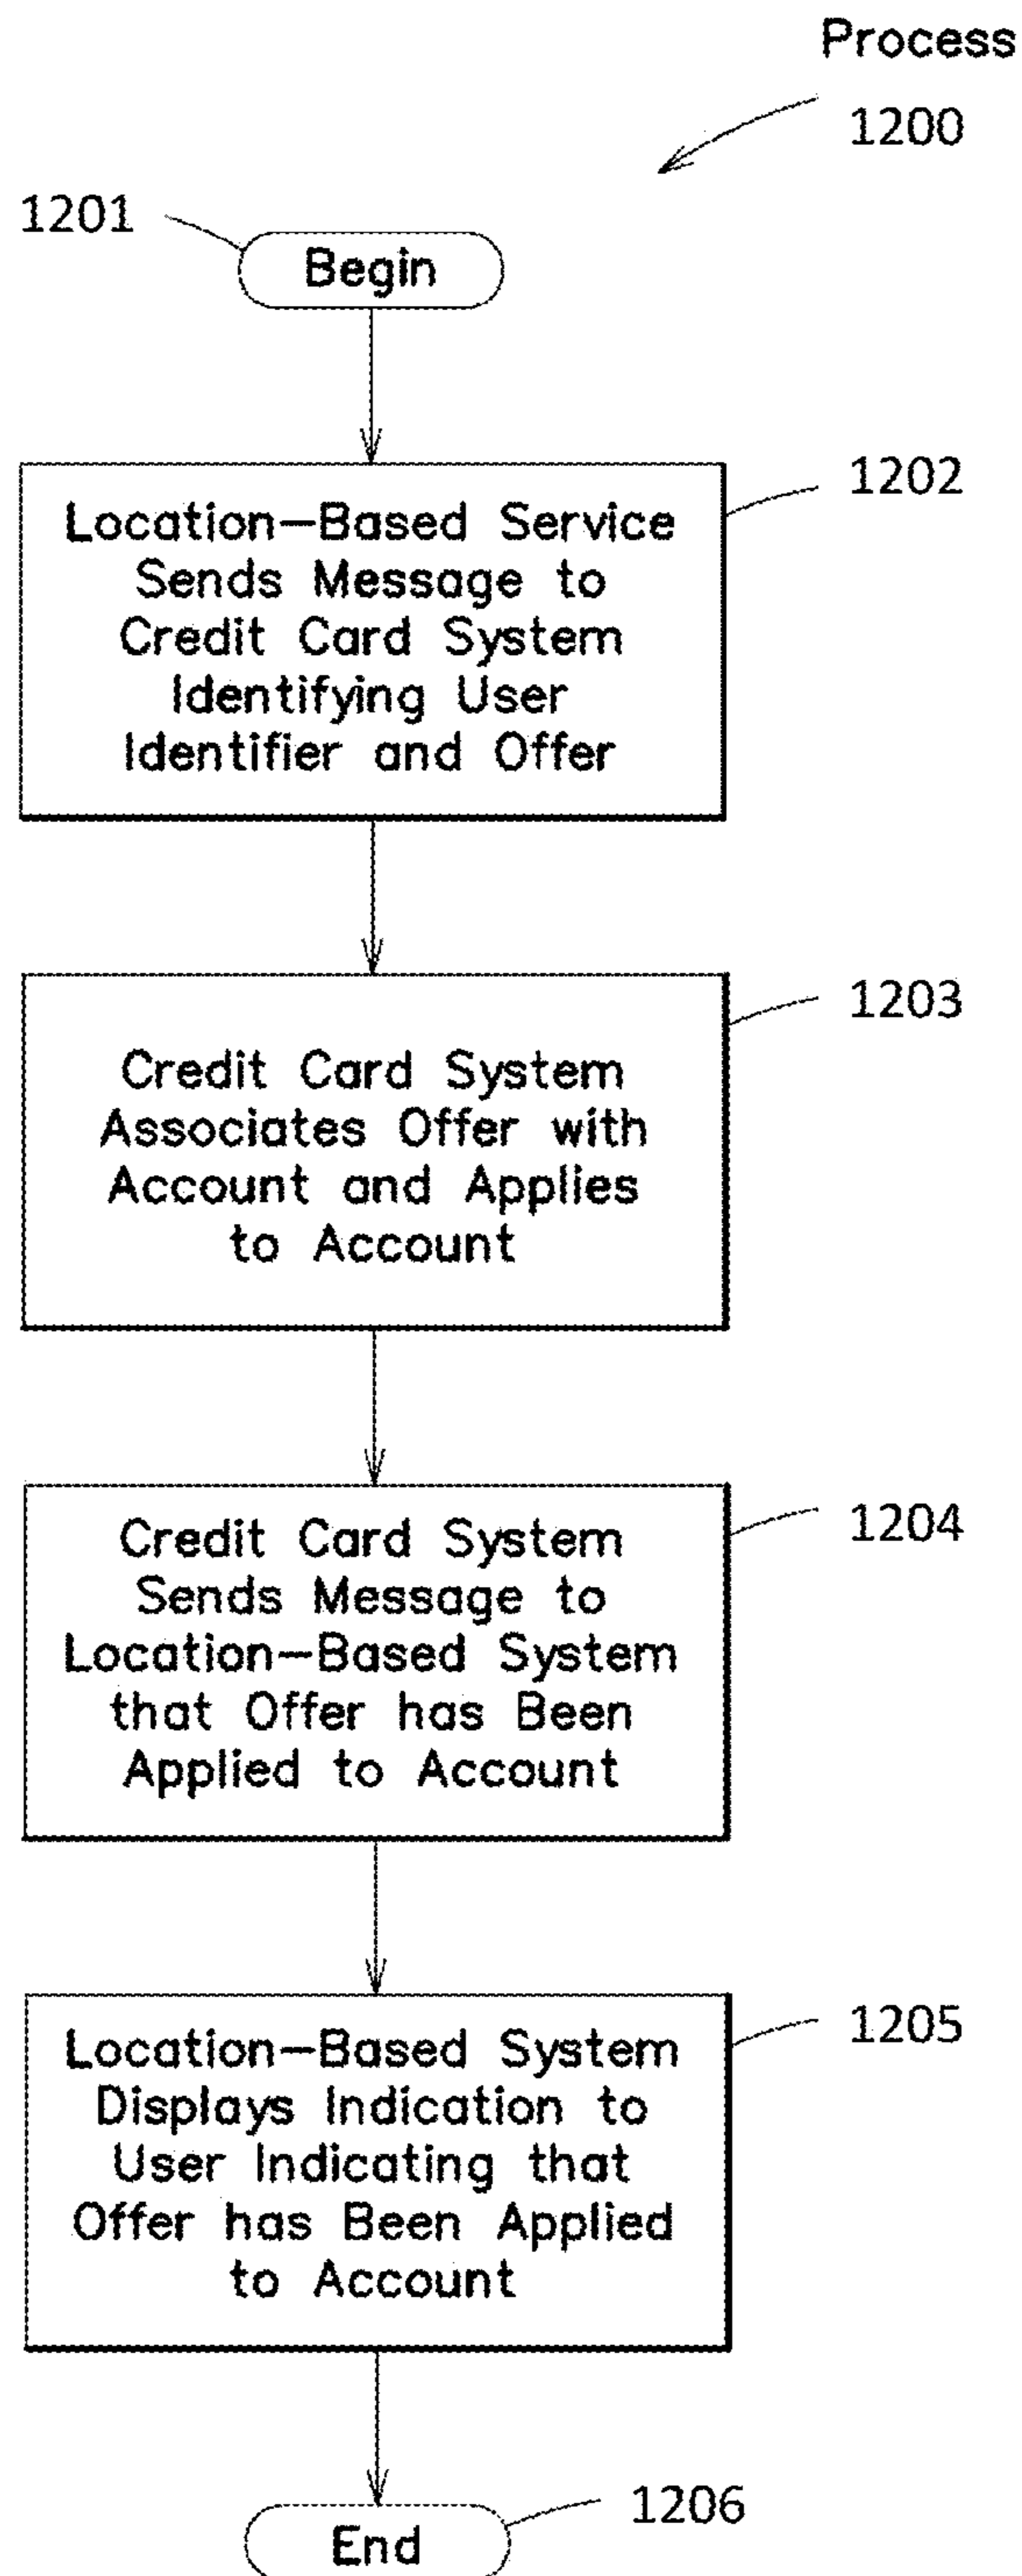 Process
1200
1201
Begin
1202
Location-Based Service
Sends Message to
Credit Card System
Identifying User
Identifier and Offer
1203
Credit Card System
Associates Offer with
Account and Applies
to Account
1204
Credit Card System
Sends Message to
Location-Based System
that Offer has Been
Applied to Account
1205
Location-Based System
Displays Indication to
User Indicating that
Offer has Been Applied
to Account
1206
End